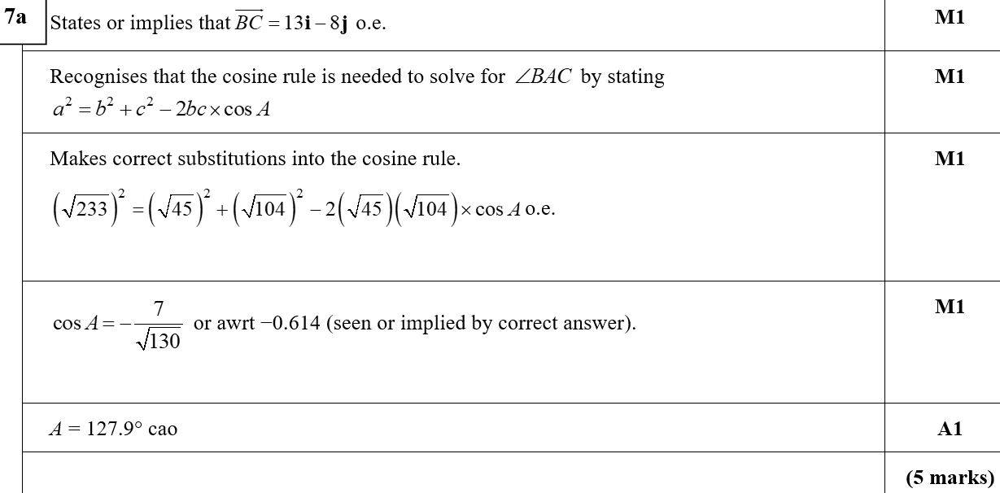 7a States or implies that $\overrightarrow{BC} = 13\mathbf{i} - 8\mathbf{j}$ o.e. M1
Recognises that the cosine rule is needed to solve for ∠BAC by stating M1
$a^2 = b^2 + c^2 - 2bc \times \cos A$
Makes correct substitutions into the cosine rule. M1
$\left(\sqrt{233}\right)^2 = \left(\sqrt{45}\right)^2 + \left(\sqrt{104}\right)^2 - 2\left(\sqrt{45}\right)\left(\sqrt{104}\right) \times \cos A$ o.e.
$\cos A = -\frac{7}{\sqrt{130}}$ or awrt −0.614 (seen or implied by correct answer). M1
A = 127.9° cao A1
(5 marks)